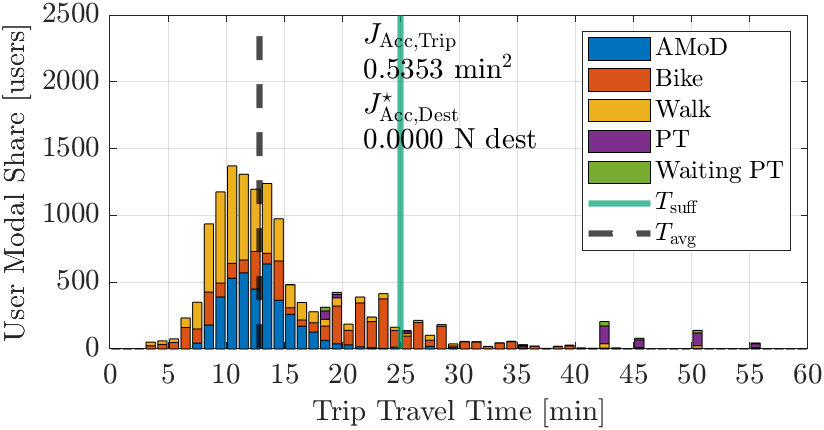 2500
2000
1500
1000
500
0
User Modal Share [users]
J_Acc,Trip
0.5353 min²
J⋆_Acc,Dest
0.0000 N dest
AMoD
Bike
Walk
PT
Waiting PT
T_suff
T_avg
0 5 10 15 20 25 30 35 40 45 50 55 60
Trip Travel Time [min]